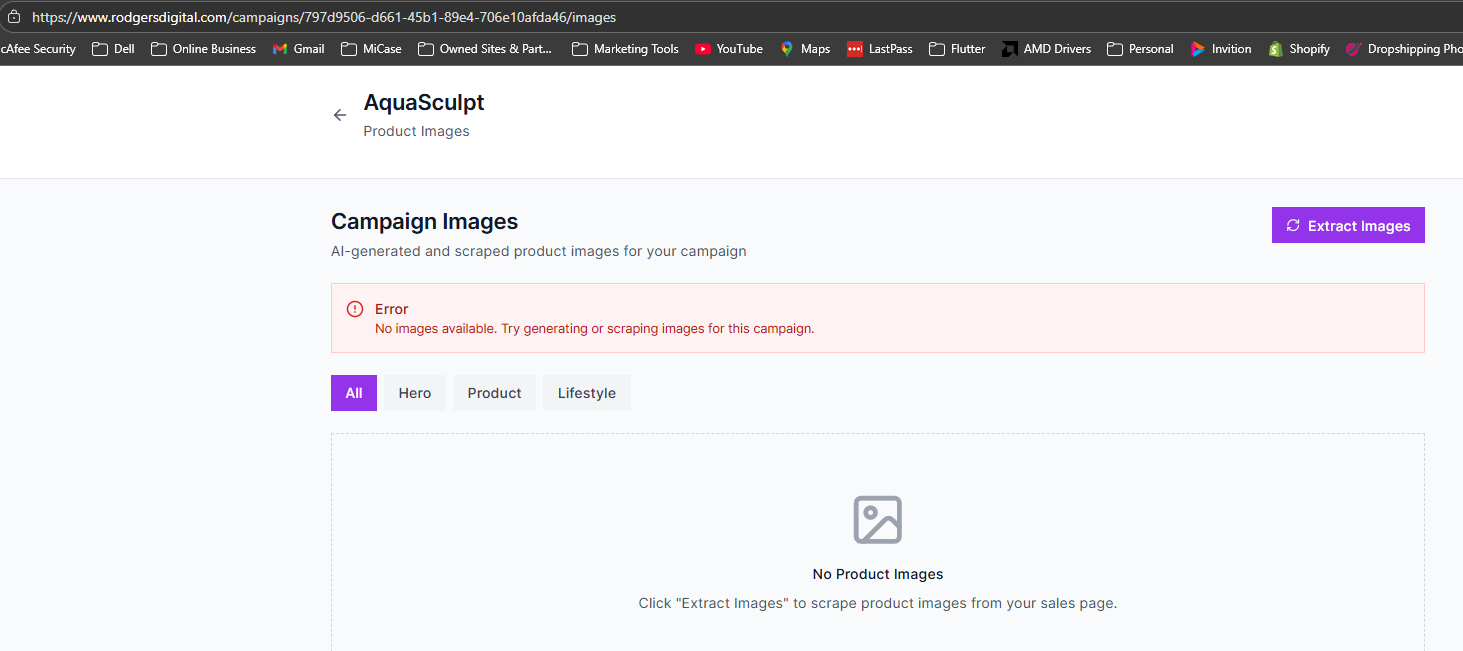 https://www.rodgersdigital.com/campaigns/797d9506-d661-45b1-89e4-706e10afda46/images
cAfee Security Dell Online Business Gmail MiCase Owned Sites & Part... Marketing Tools YouTube Maps LastPass Flutter AMD Drivers Personal Invition Shopify Dropshipping Pho
AquaSculpt
Product Images
Campaign Images
Extract Images
AI-generated and scraped product images for your campaign
Error
No images available. Try generating or scraping images for this campaign.
All Hero Product Lifestyle
No Product Images
Click "Extract Images" to scrape product images from your sales page.